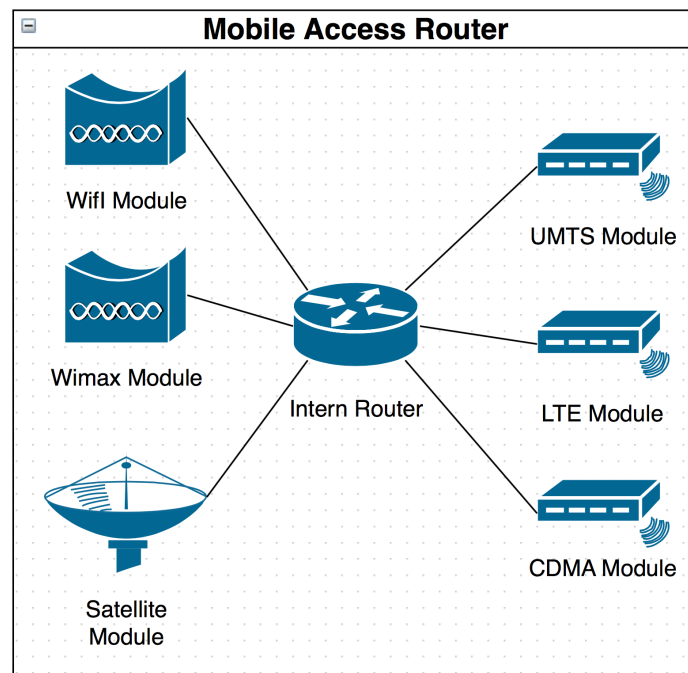 Mobile Access Router
WifI Module
UMTS Module
Wimax Module
Intern Router
LTE Module
Satellite
Module
CDMA Module